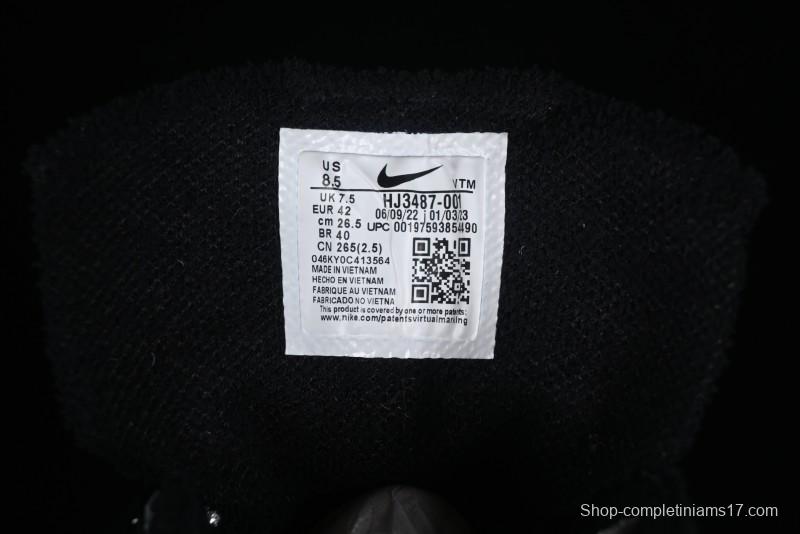 US
8.5
VTM
UK 7.5
HJ3487-001
EUR 42
06/09/22 | 01/03/23
cm 26.5
UPC 0019759385490
BR 40
CN 265(2.5)
046KY0C413564
MADE IN VIETNAM
HECHO EN VIETNAM
FABRIQUE AU VIETNAM
FABRICADO NO VIETNA
This product is covered by one or more patents:
www.nike.com/patentsvirtualmarking
Shop-completiniams17.com/